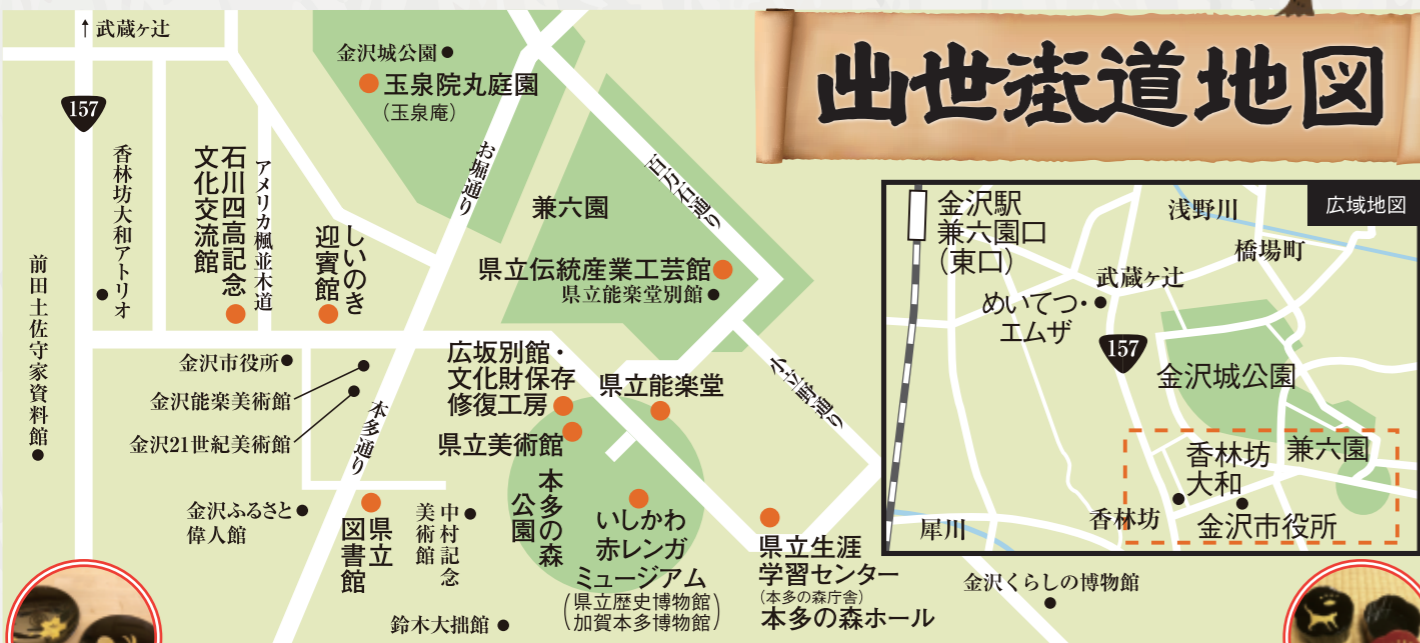 出世街道地図
↑武蔵ヶ辻
157
金沢城公園
玉泉院丸庭園
(玉泉庵)
お堀通り
百万石通り
香林坊大和アトリオ
石川四高記念
文化交流館
アメリカ楓並木道
しいのき
迎賓館
兼六園
県立伝統産業工芸館
県立能楽堂別館
前田土佐守家資料館
金沢市役所
金沢能楽美術館
金沢21世紀美術館
本多通り
広坂別館・
文化財保存
修復工房
県立能楽堂
小立野通り
県立美術館
本多の森
公園
金沢ふるさと
偉人館
県立
図書館
中村記念
美術館
いしかわ
赤レンガ
ミュージアム
(県立歴史博物館)
(加賀本多博物館)
県立生涯
学習センター
(本多の森庁舎)
本多の森ホール
鈴木大拙館
金沢くらしの博物館
広域地図
金沢駅
兼六園口
(東口)
浅野川
橋場町
武蔵ヶ辻
めいてつ・
エムザ
157
金沢城公園
香林坊
大和
兼六園
香林坊
金沢市役所
犀川